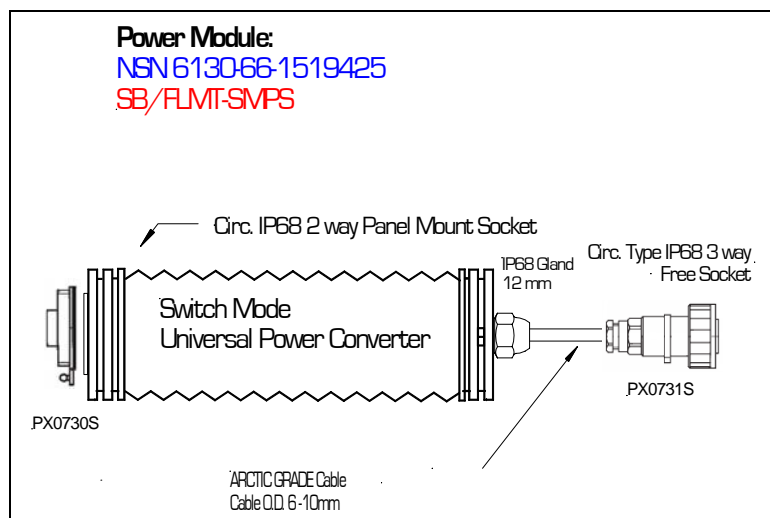 Power Module:
NSN 6130-66-1519425
SB/FLMT-SMPS
Circ. IP68 2 way Panel Mount Socket
IP68 Gland
12 mm
Circ. Type IP68 3 way
Free Socket
Switch Mode
Universal Power Converter
PX0730S
PX0731S
ARCTIC GRADE Cable
Cable O.D. 6-10mm